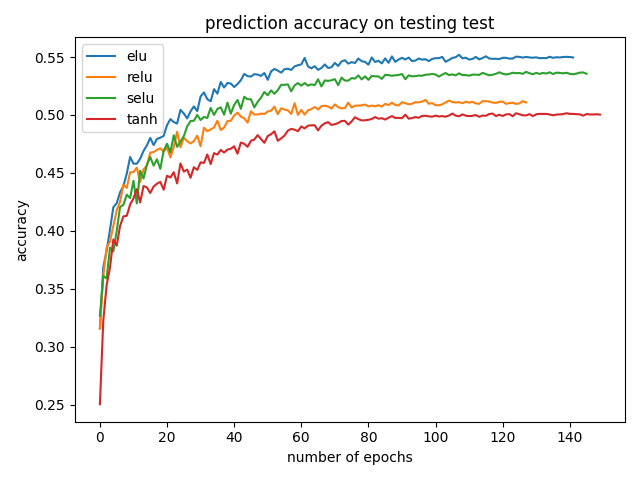 prediction accuracy on testing test
elu
relu
selu
tanh
accuracy
0.55
0.50
0.45
0.40
0.35
0.30
0.25
0 20 40 60 80 100 120 140
number of epochs